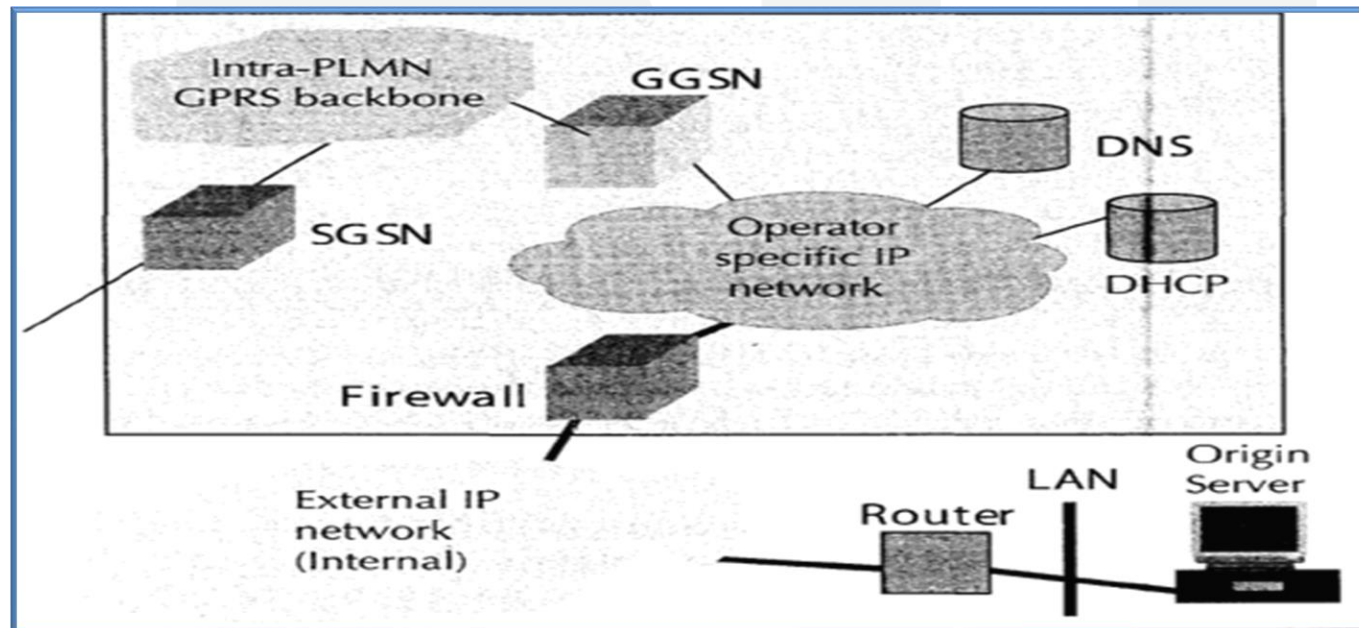 Intra-PLMN
GPRS backbone
GGSN
DNS
SGSN
Operator
specific IP
network
DHCP
Firewall
External IP
network
(Internal)
Router
LAN
Origin
Server